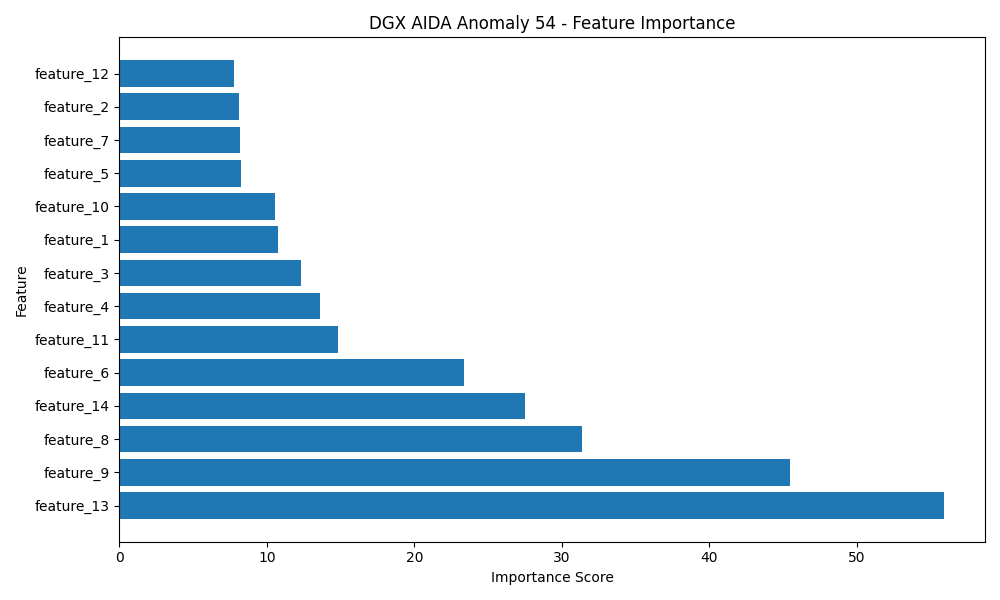 DGX AIDA Anomaly 54 - Feature Importance
feature_12
feature_2
feature_7
feature_5
feature_10
feature_1
feature_3
feature_4
feature_11
feature_6
feature_14
feature_8
feature_9
feature_13
Feature
0 10 20 30 40 50
Importance Score